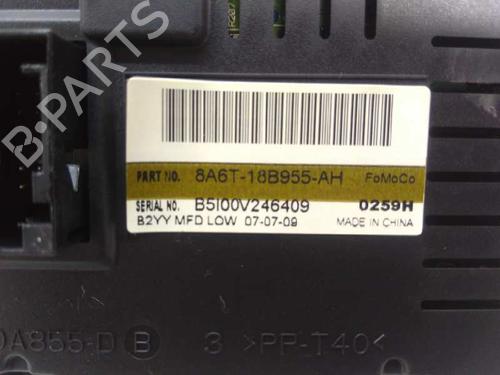 B-PARTS
PART NO. 8A6T-18B955-AH FoMoCo
SERIAL NO. B5I00V246409 0259H
B2YY MFD LOW 07-07-09 MADE IN CHINA
0A855-D B 3 >PP-T40<